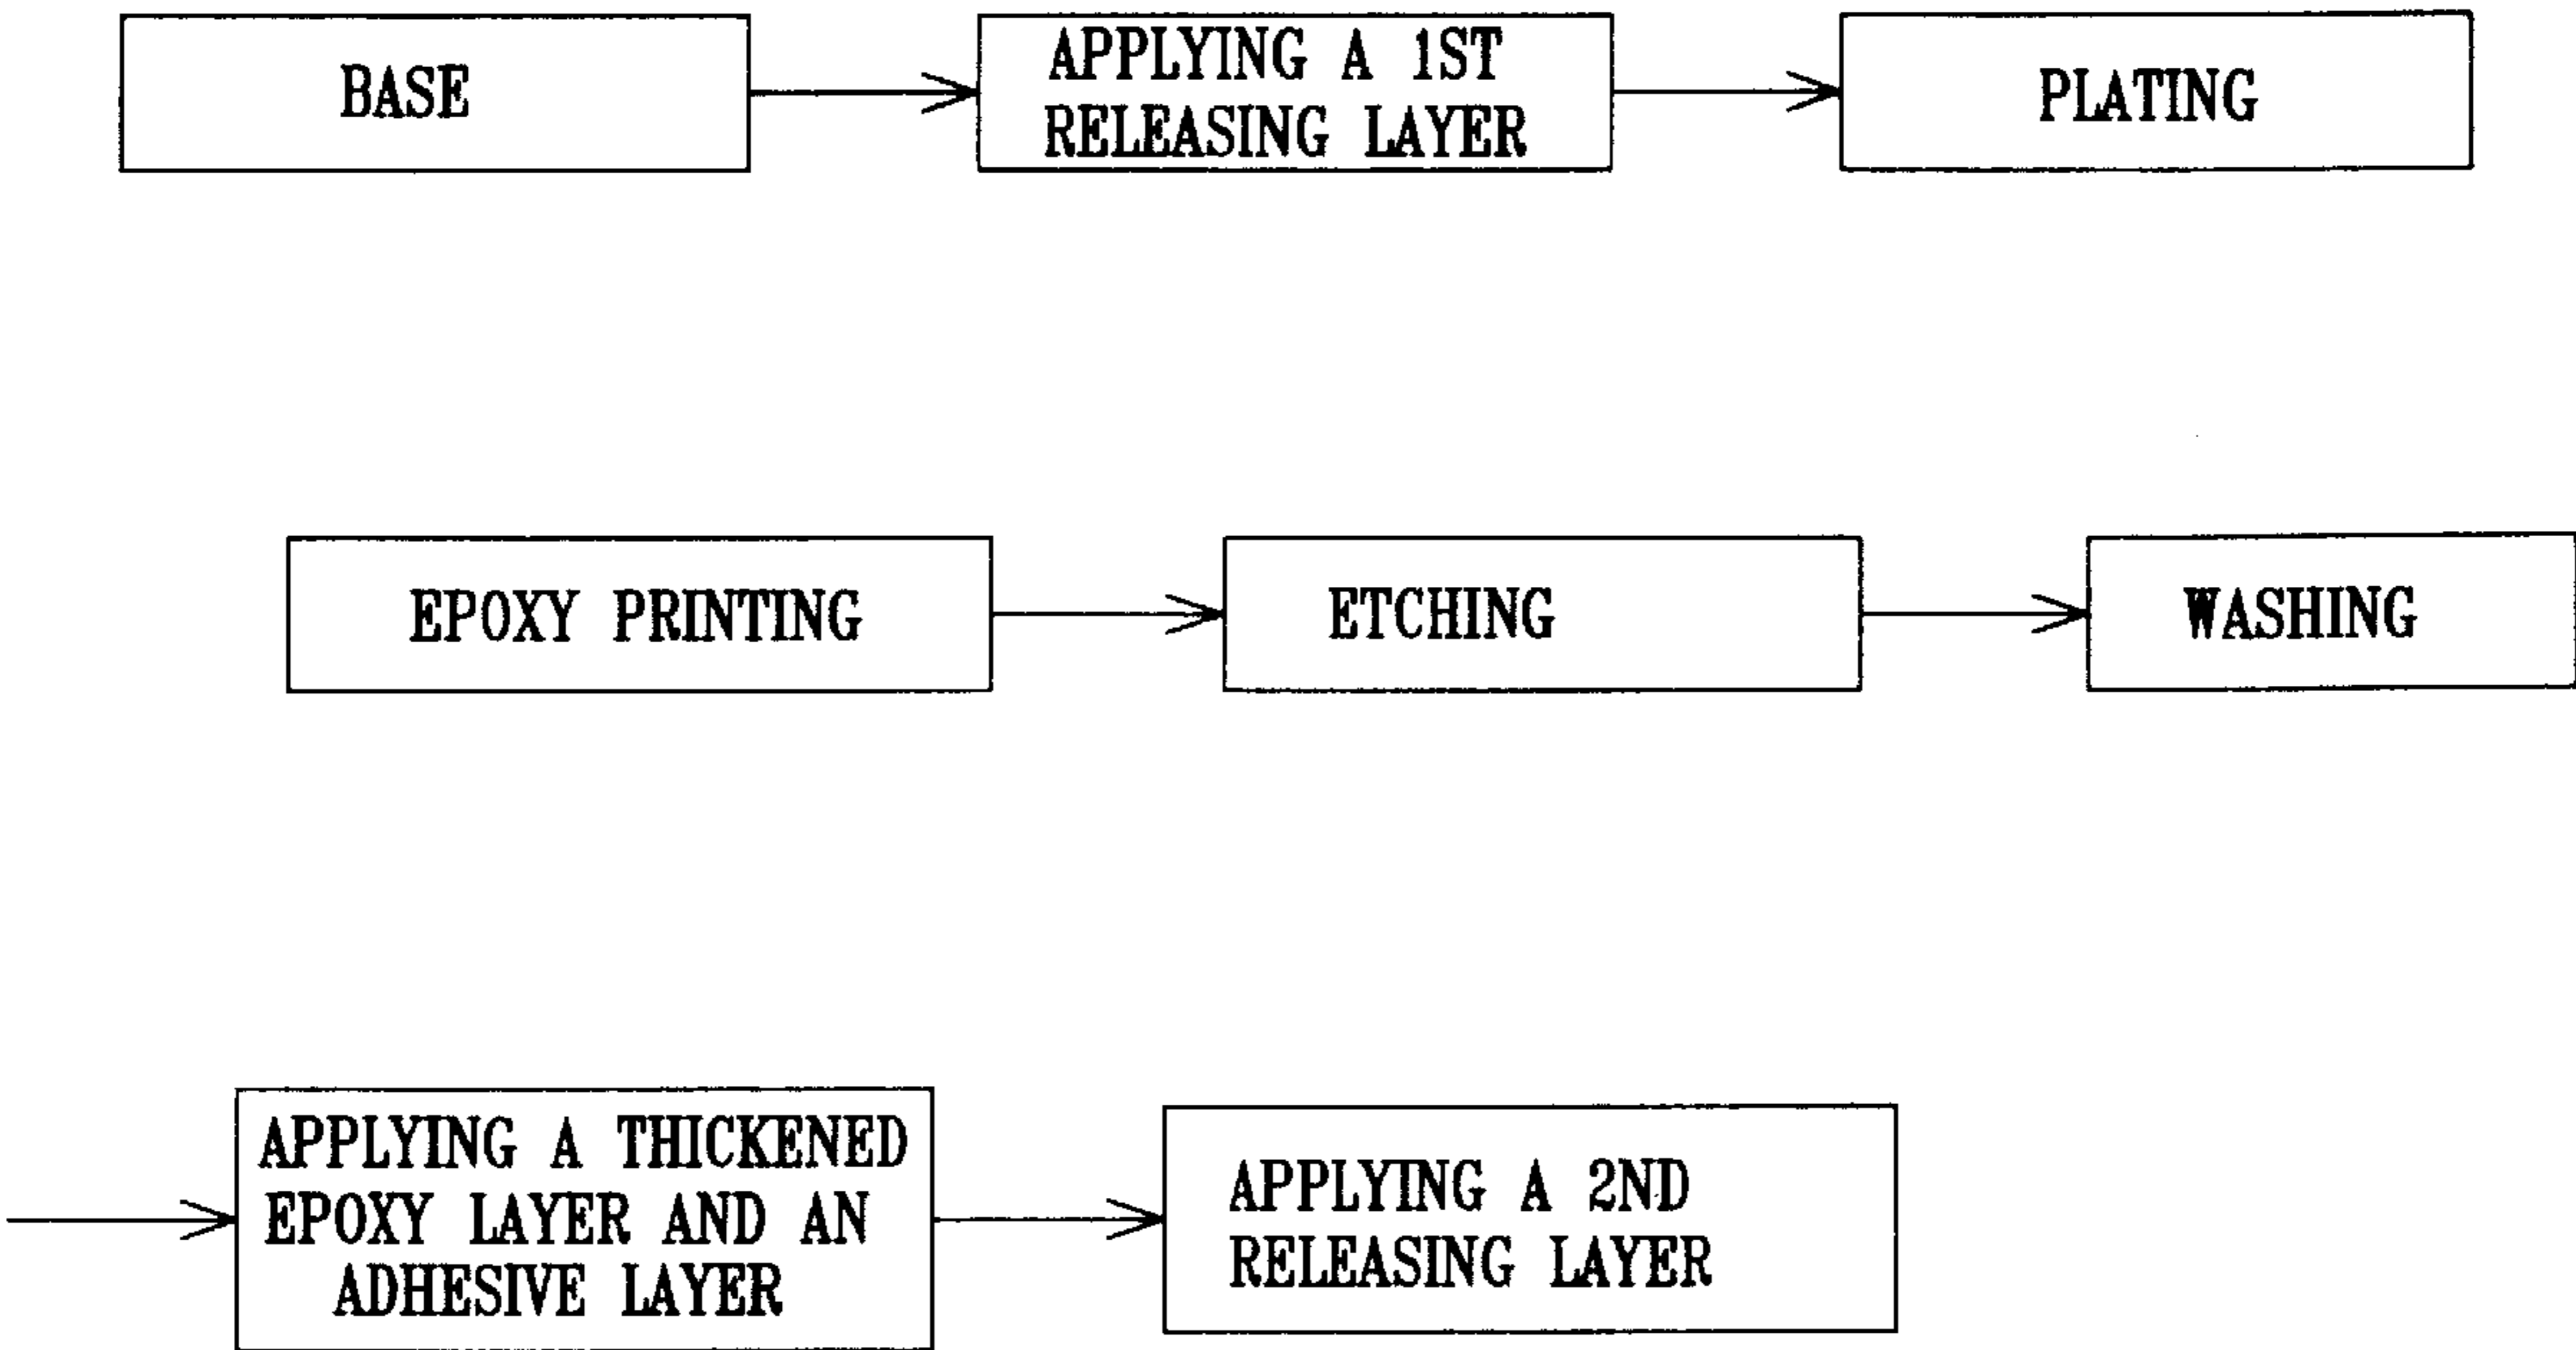 BASE
APPLYING A 1ST
RELEASING LAYER
PLATING
EPOXY PRINTING
ETCHING
WASHING
APPLYING A THICKENED
EPOXY LAYER AND AN
ADHESIVE LAYER
APPLYING A 2ND
RELEASING LAYER